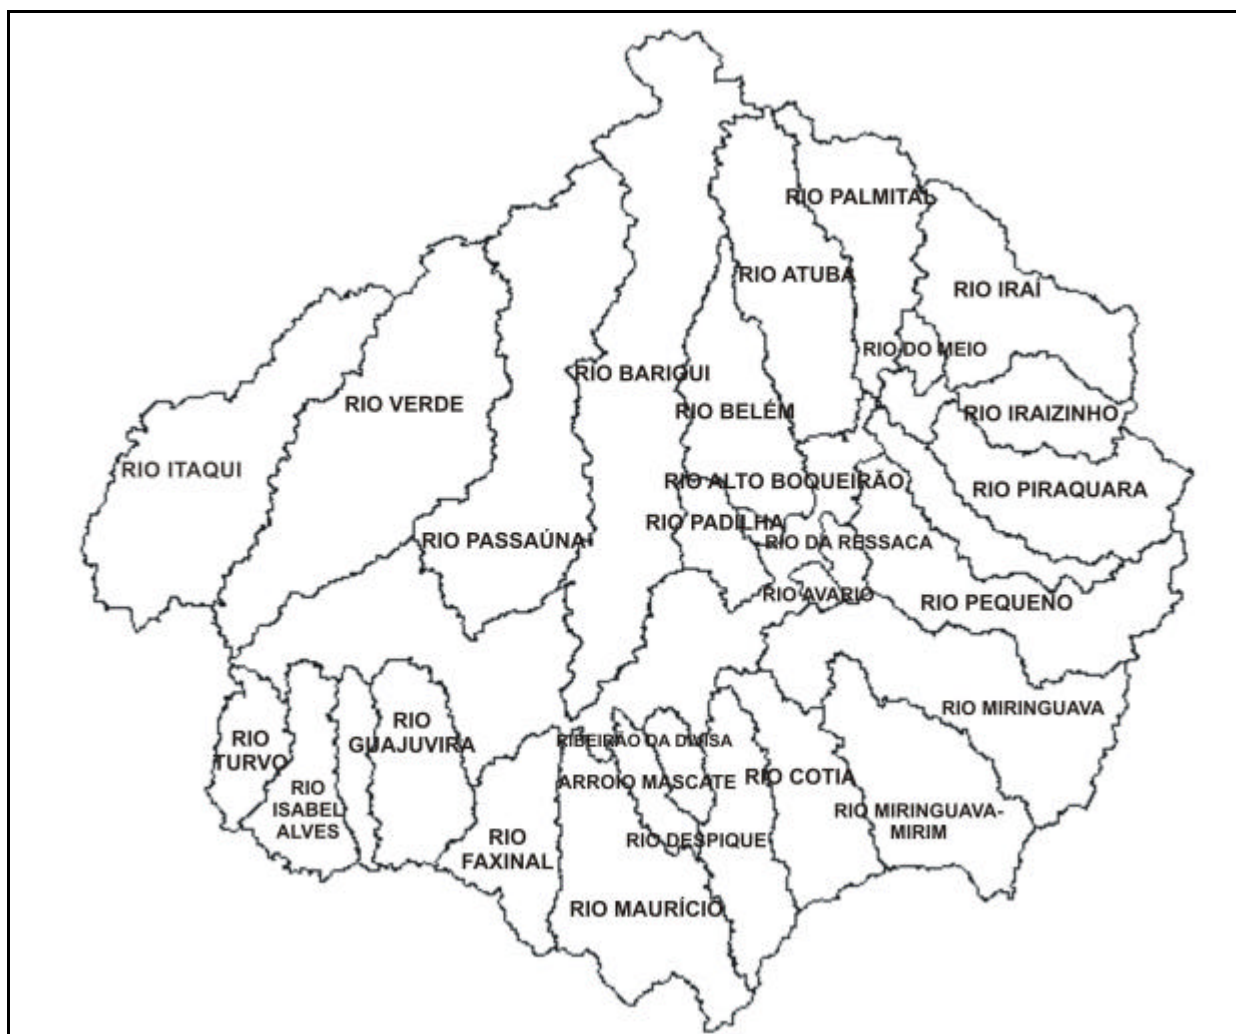 RIO PALMITAL
RIO ATUBA
RIO IRAÍ
RIO DO MEIO
RIO BARIQUI
RIO VERDE
RIO BELÉM
RIO IRAIZINHO
RIO ITAQUI
RIO ALTO BOQUEIRÃO
RIO PIRAQUARA
RIO PADILHA
RIO PASSAÚNA
RIO DA RESSACA
RIO AVARIO
RIO PEQUENO
RIO MIRINGUAVA
RIO
GUAJUVIRA
RIO
TURVO
RIBEIRÃO DA DIVISA
ARROIO MASCATE
RIO COTIA
RIO
ISABEL
ALVES
RIO MIRINGUAVA-
MIRIM
RIO DESPIQUE
RIO
FAXINAL
RIO MAURÍCIO